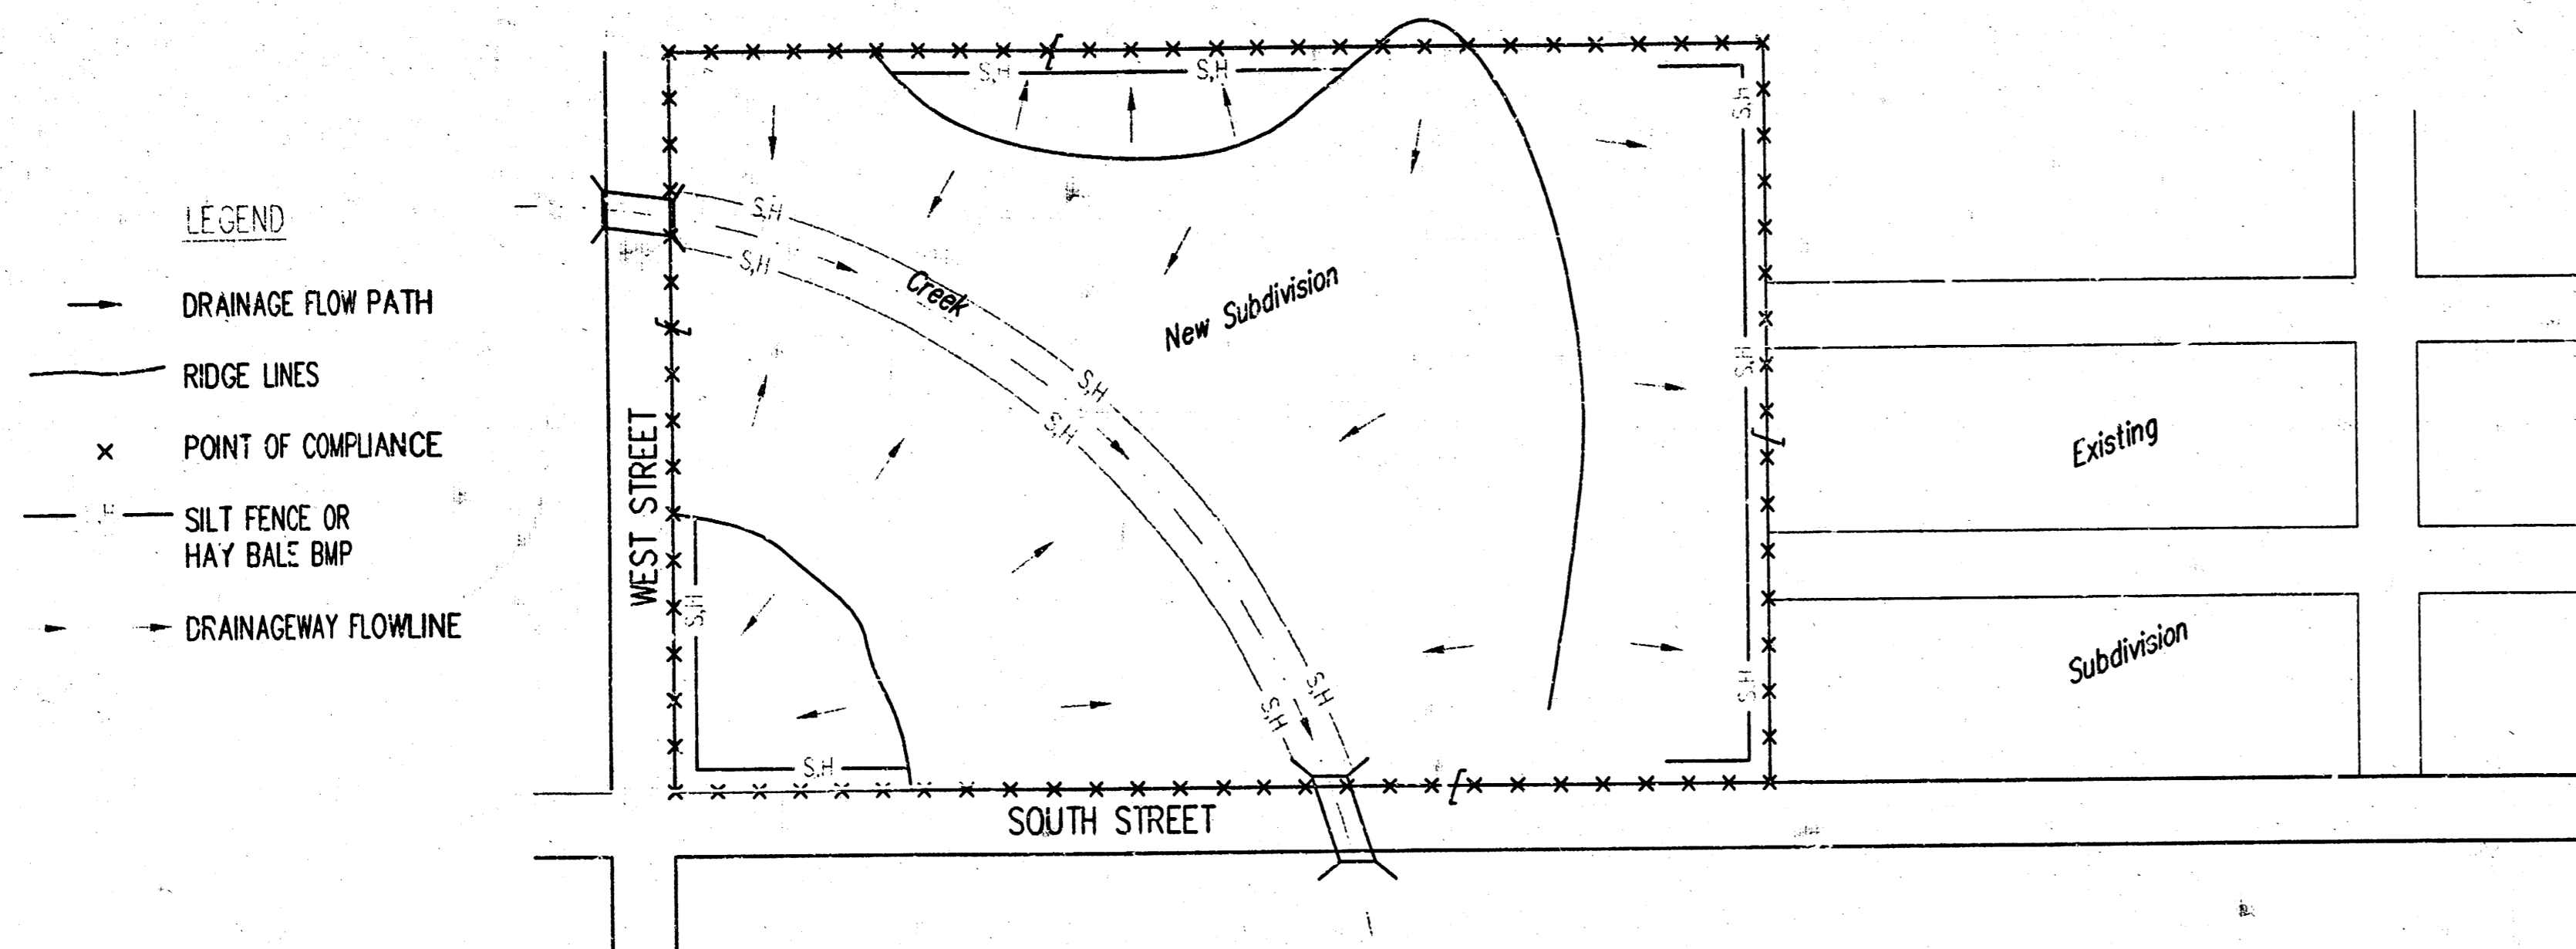 LEGEND
DRAINAGE FLOW PATH
RIDGE LINES
POINT OF COMPLIANCE
H
SILT FENCE OR
HAY BALE BMP
DRAINAGEWAY FLOWLINE
WEST STREET
SOUTH STREET
Creek
New Subdivision
Existing
Subdivision
S,H
S,H
S,H
S,H
S,H
S,H
S,H
S,H
S,H
S,H
S,H
S,H
S,H